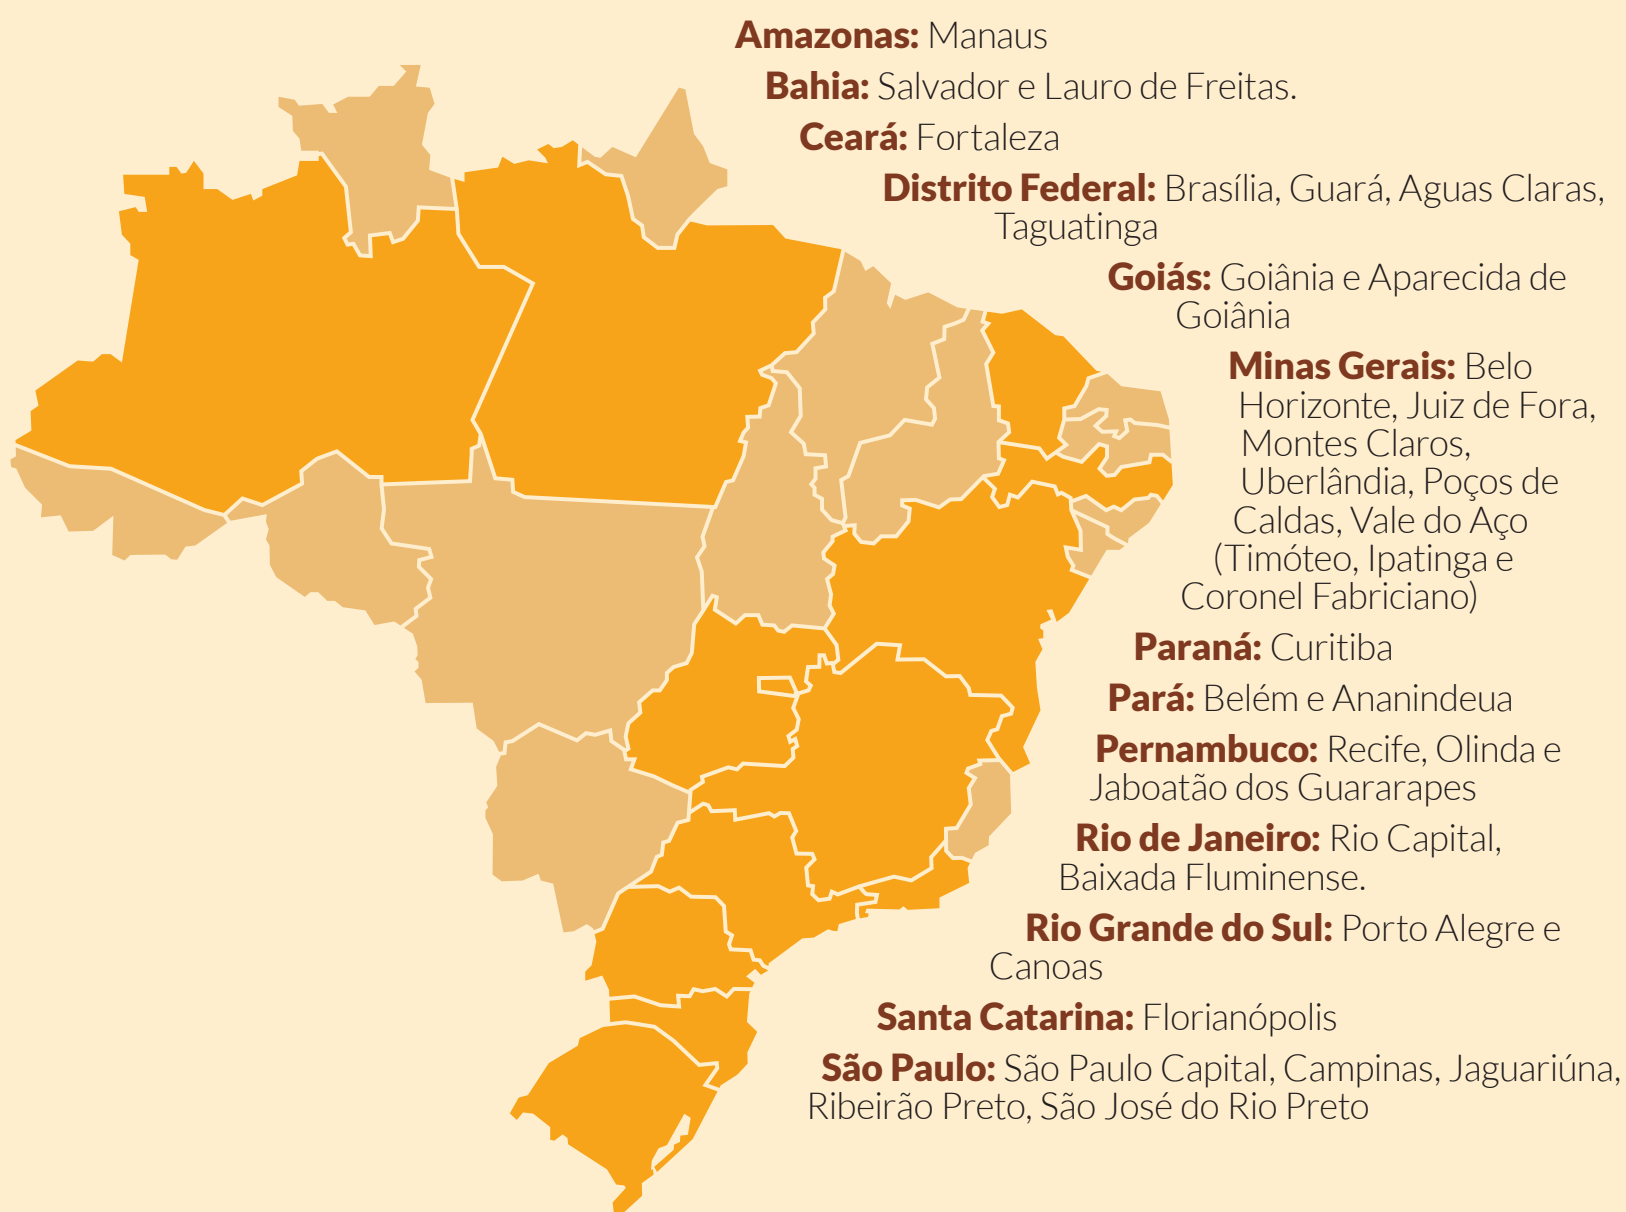 Amazonas: Manaus
Bahia: Salvador e Lauro de Freitas.
Ceará: Fortaleza
Distrito Federal: Brasília, Guará, Aguas Claras,
Taguatinga
Goiás: Goiânia e Aparecida de
Goiânia
Minas Gerais: Belo
Horizonte, Juiz de Fora,
Montes Claros,
Uberlândia, Poços de
Caldas, Vale do Aço
(Timóteo, Ipatinga e
Coronel Fabriciano)
Paraná: Curitiba
Pará: Belém e Ananindeua
Pernambuco: Recife, Olinda e
Jaboatão dos Guararapes
Rio de Janeiro: Rio Capital,
Baixada Fluminense.
Rio Grande do Sul: Porto Alegre e
Canoas
Santa Catarina: Florianópolis
São Paulo: São Paulo Capital, Campinas, Jaguariúna,
Ribeirão Preto, São José do Rio Preto